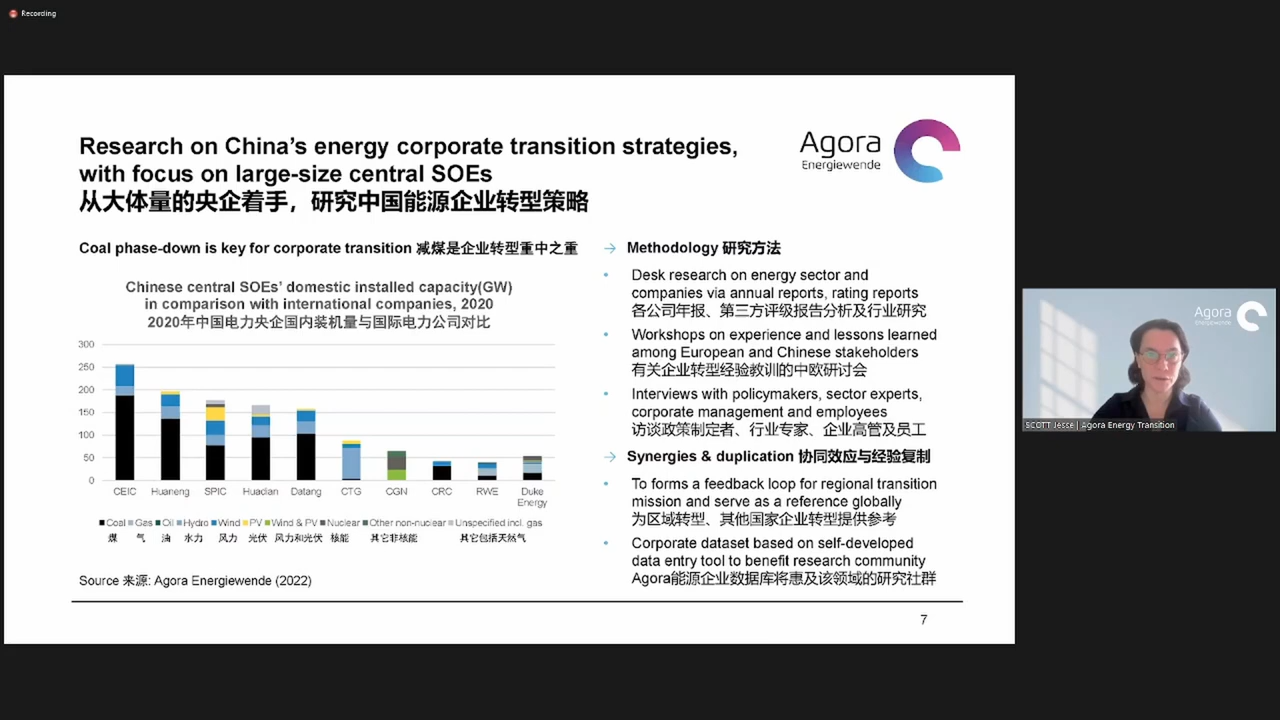 Recording
Research on China's energy corporate transition strategies,
with focus on large-size central SOEs
从大体量的央企着手，研究中国能源企业转型策略
Agora
Energiewende
Coal phase-down is key for corporate transition 减煤是企业转型重中之重
Chinese central SOEs' domestic installed capacity(GW)
in comparison with international companies, 2020
2020年中国电力央企国内装机量与国际电力公司对比
300
250
200
150
100
50
0
CEIC Huaneng SPIC Huadian Datang CTG CGN CRC RWE Duke
Energy
Coal Gas Oil Hydro Wind PV Wind & PV Nuclear Other non-nuclear Unspecified incl. gas
煤 气 油 水力 风力 光伏 风力和光伏 核能 其它非核能 其它包括天然气
Source 来源: Agora Energiewende (2022)
→ Methodology 研究方法
• Desk research on energy sector and
companies via annual reports, rating reports
各公司年报、第三方评级报告分析及行业研究
• Workshops on experience and lessons learned
among European and Chinese stakeholders
有关企业转型经验教训的中欧研讨会
• Interviews with policymakers, sector experts,
corporate management and employees
访谈政策制定者、行业专家、企业高管及员工
→ Synergies & duplication 协同效应与经验复制
• To forms a feedback loop for regional transition
mission and serve as a reference globally
为区域转型、其他国家企业转型提供参考
• Corporate dataset based on self-developed
data entry tool to benefit research community
Agora能源企业数据库将惠及该领域的研究社群
7
Agora
Energiewende
SCOTT Jesse | Agora Energy Transition